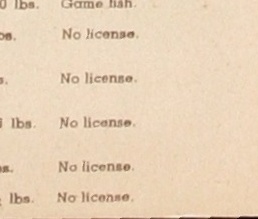 0 lbs. Game fish.
bs. No license.
s. No license.
lbs. No license.
s. No license.
lbs. No license.